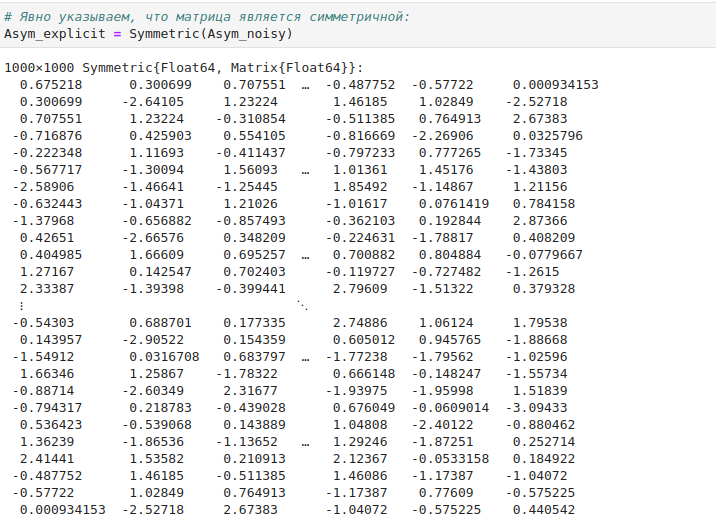 # Явно указываем, что матрица является симметричной:
Asym_explicit = Symmetric(Asym_noisy)
1000×1000 Symmetric{Float64, Matrix{Float64}}:
0.675218 0.300699 0.707551 … -0.487752 -0.57722 0.000934153
0.300699 -2.64105 1.23224 1.46185 1.02849 -2.52718
0.707551 1.23224 -0.310854 -0.511385 0.764913 2.67383
-0.716876 0.425903 0.554105 -0.816669 -2.26906 0.0325796
-0.222348 1.11693 -0.411437 -0.797233 0.777265 -1.73345
-0.567717 -1.30094 1.56093 … 1.01361 1.45176 -1.43803
-2.58906 -1.46641 -1.25445 1.85492 -1.14867 1.21156
-0.632443 -1.04371 1.21026 -1.01617 0.0761419 0.784158
-1.37968 -0.656882 -0.857493 -0.362103 0.192844 2.87366
0.42651 -2.66576 0.348209 -0.224631 -1.78817 0.408209
0.404985 1.66609 0.695257 … 0.700882 0.804884 -0.0779667
1.27167 0.142547 0.702403 -0.119727 -0.727482 -1.2615
2.33387 -1.39398 -0.399441 2.79609 -1.51322 0.379328
⋮ ⋱
-0.54303 0.688701 0.177335 2.74886 1.06124 1.79538
0.143957 -2.90522 0.154359 0.605012 0.945765 -1.88668
-1.54912 0.0316708 0.683797 … -1.77238 -1.79562 -1.02596
1.66346 1.25867 -1.78322 0.666148 -0.148247 -1.55734
-0.88714 -2.60349 2.31677 -1.93975 -1.95998 1.51839
-0.794317 0.218783 -0.439028 0.676049 -0.0609014 -3.09433
0.536423 -0.539068 0.143889 1.04808 -2.40122 -0.880462
1.36239 -1.86536 -1.13652 … 1.29246 -1.87251 0.252714
2.41441 1.53582 0.210913 2.12367 -0.0533158 0.184922
-0.487752 1.46185 -0.511385 1.46086 -1.17387 -1.04072
-0.57722 1.02849 0.764913 -1.17387 0.77609 -0.575225
0.000934153 -2.52718 2.67383 -1.04072 -0.575225 0.440542